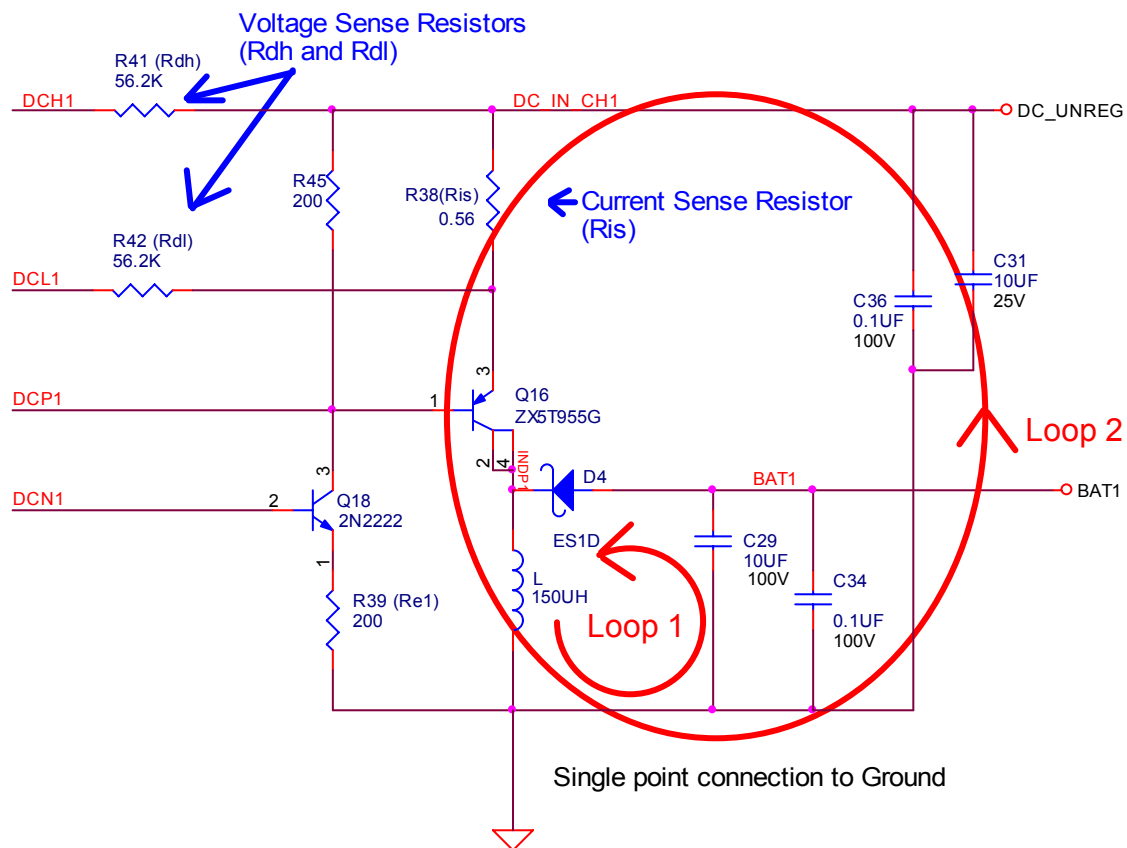 Voltage Sense Resistors
(Rdh and Rdl)
R41 (Rdh)
56.2K
DCH1
DC_IN_CH1
DC_UNREG
R45
200
R38(Ris)
0.56
Current Sense Resistor
(Ris)
R42 (Rdl)
56.2K
DCL1
C31
10UF
25V
C36
0.1UF
100V
3
Q16
ZX5T955G
DCP1
1
2
4
INDP1
Loop 2
D4
BAT1
BAT1
ES1D
3
DCN1
2
Q18
2N2222
1
C29
10UF
100V
L
150UH
C34
0.1UF
100V
R39 (Re1)
200
Loop 1
Single point connection to Ground